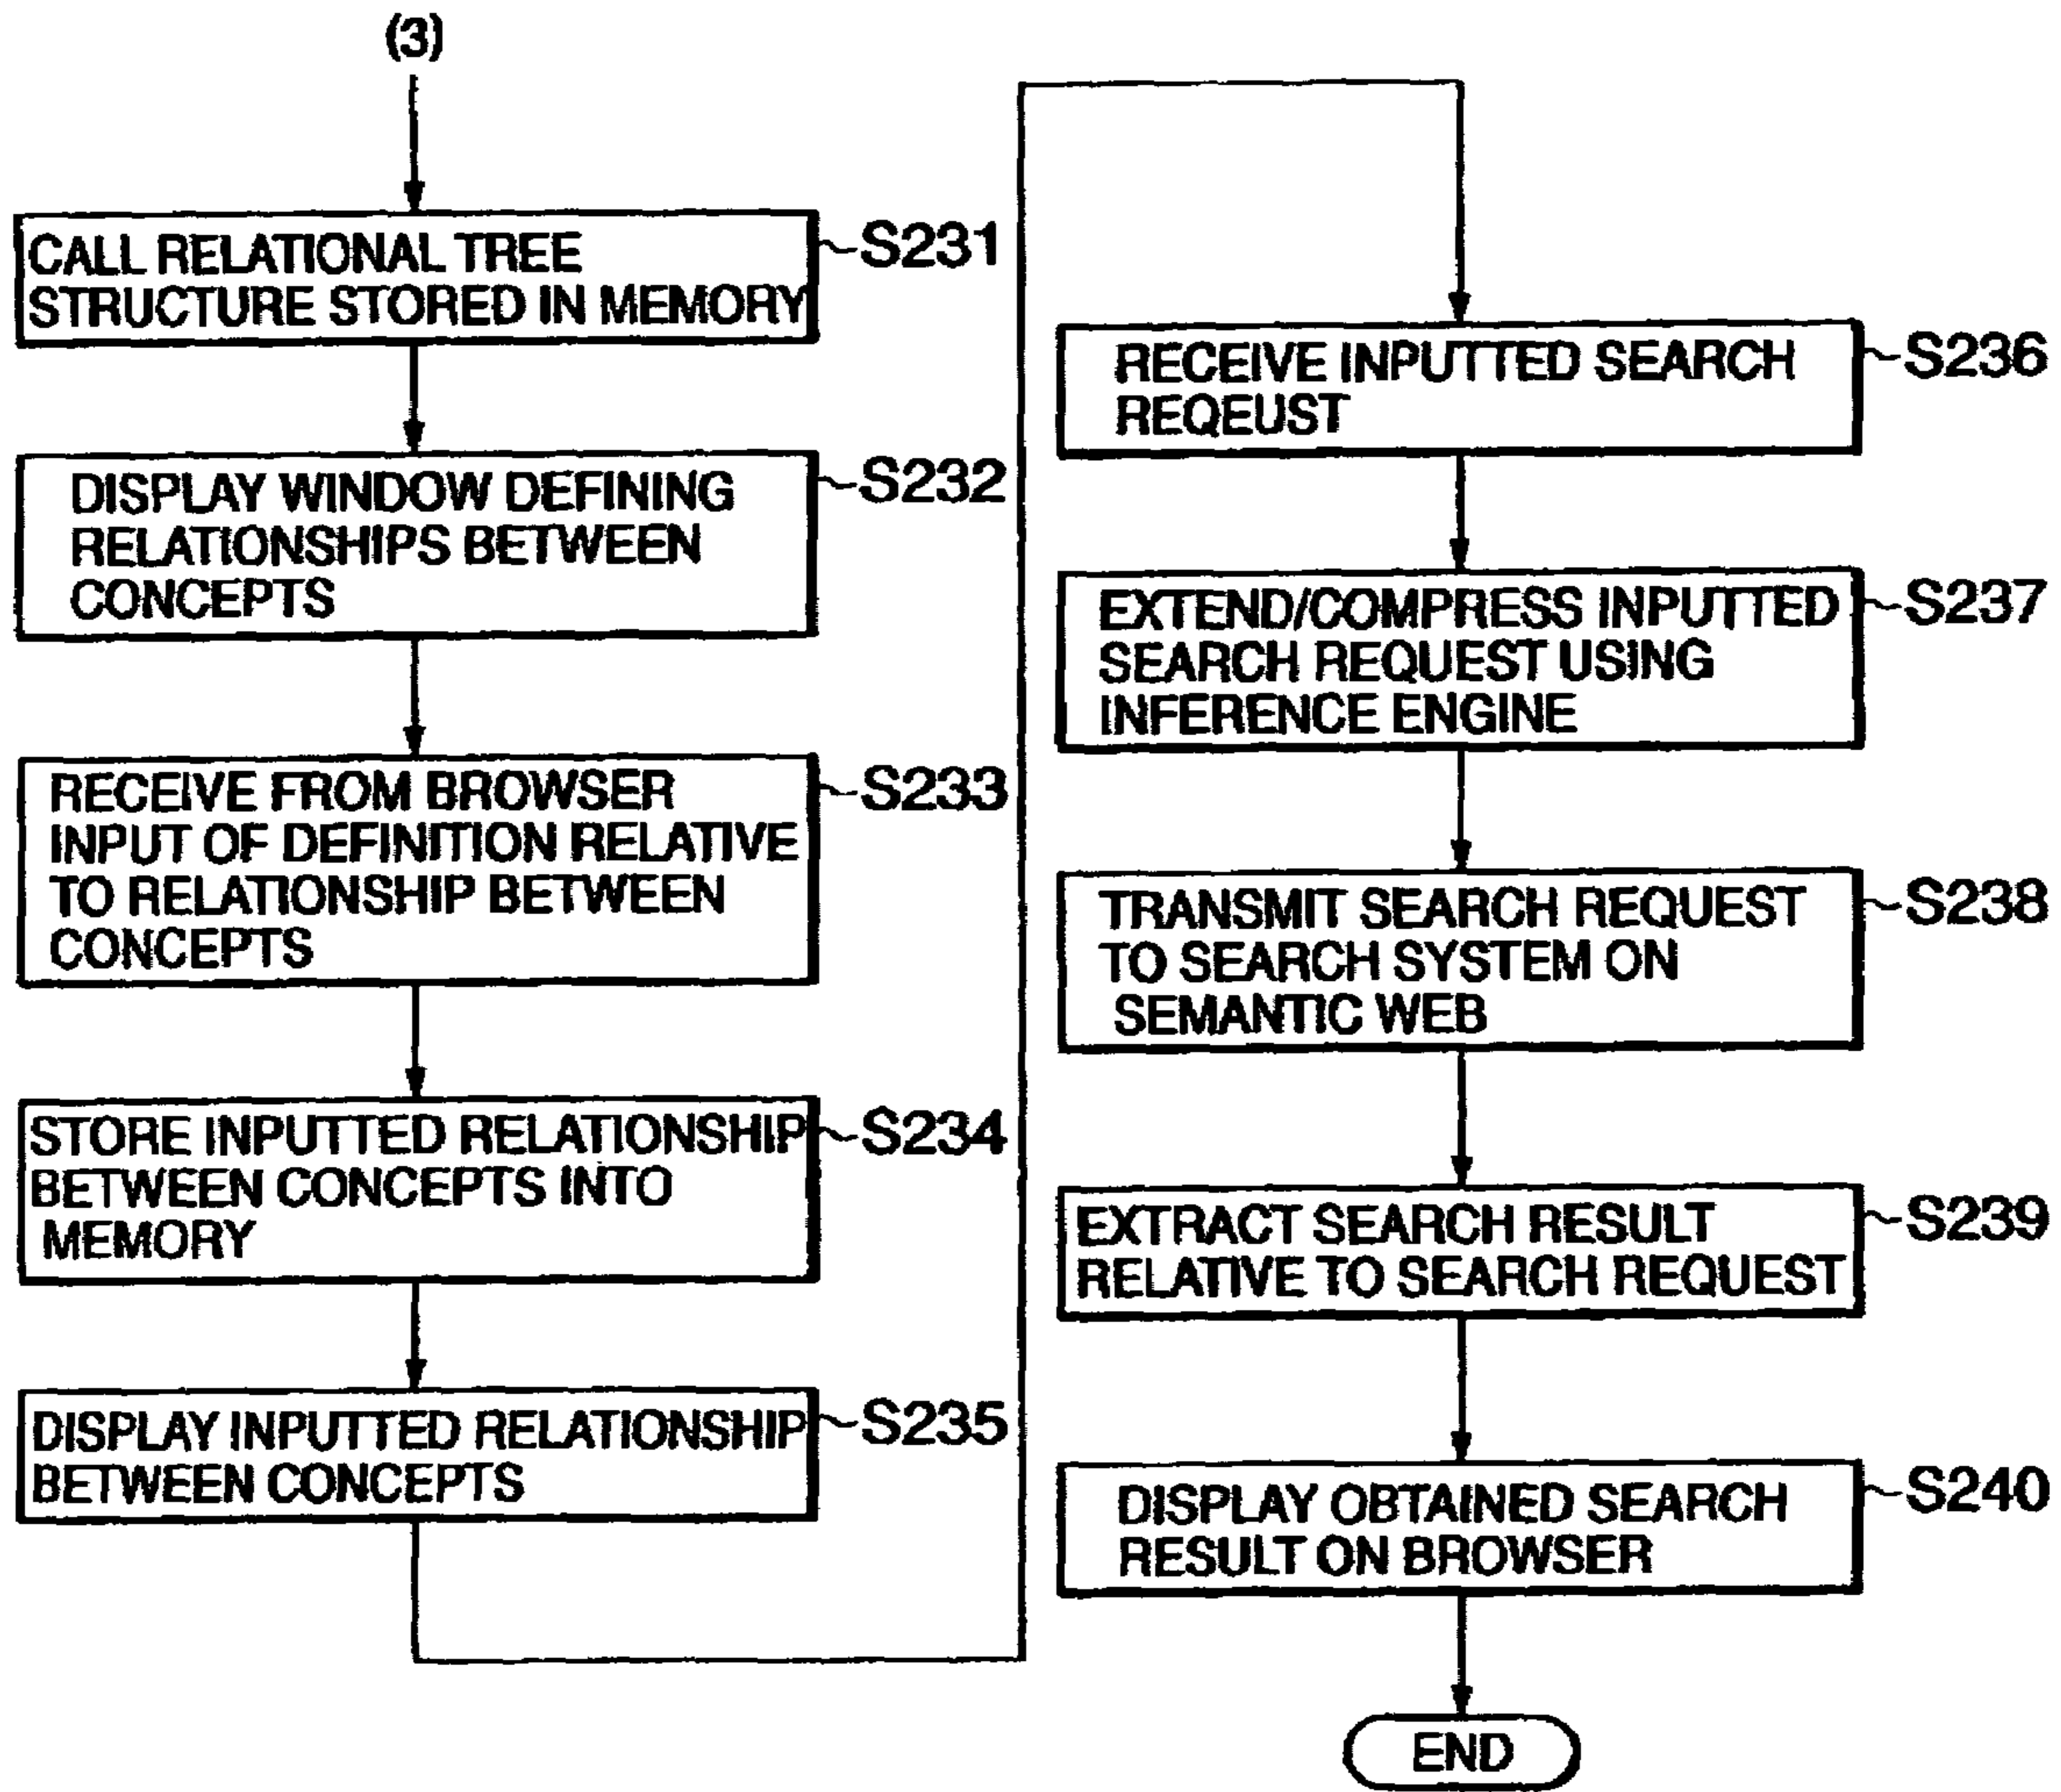 (3)
CALL RELATIONAL TREE
STRUCTURE STORED IN MEMORY
S231
DISPLAY WINDOW DEFINING
RELATIONSHIPS BETWEEN
CONCEPTS
S232
RECEIVE FROM BROWSER
INPUT OF DEFINITION RELATIVE
TO RELATIONSHIP BETWEEN
CONCEPTS
S233
STORE INPUTTED RELATIONSHIP
BETWEEN CONCEPTS INTO
MEMORY
S234
DISPLAY INPUTTED RELATIONSHIP
BETWEEN CONCEPTS
S235
RECEIVE INPUTTED SEARCH
REQEUST
S236
EXTEND/COMPRESS INPUTTED
SEARCH REQUEST USING
INFERENCE ENGINE
S237
TRANSMIT SEARCH REQUEST
TO SEARCH SYSTEM ON
SEMANTIC WEB
S238
EXTRACT SEARCH RESULT
RELATIVE TO SEARCH REQUEST
S239
DISPLAY OBTAINED SEARCH
RESULT ON BROWSER
S240
END